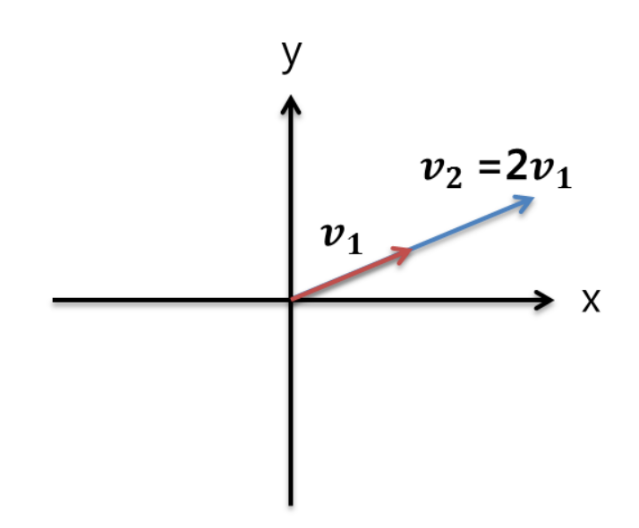 y
v₂ =2v₁
v₁
x